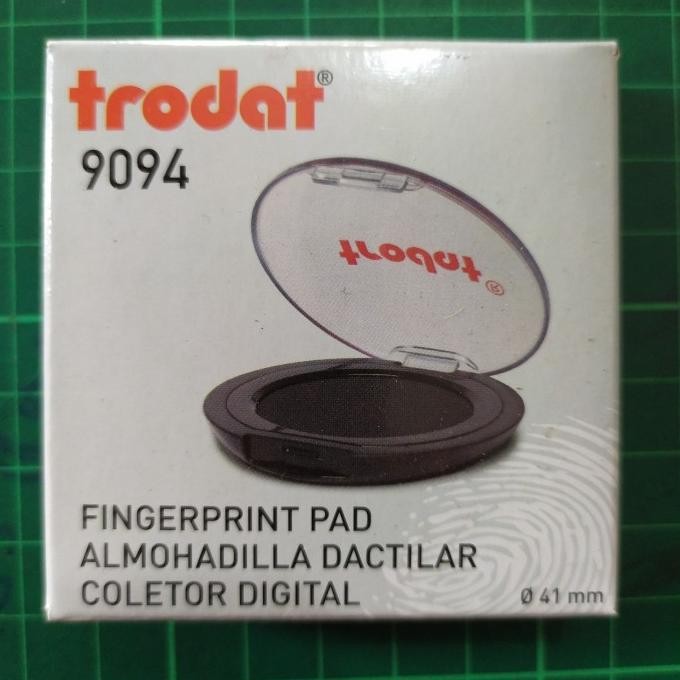 trodat®
9094
trodat®
FINGERPRINT PAD
ALMOHADILLA DACTILAR
COLETOR DIGITAL
Ø 41 mm